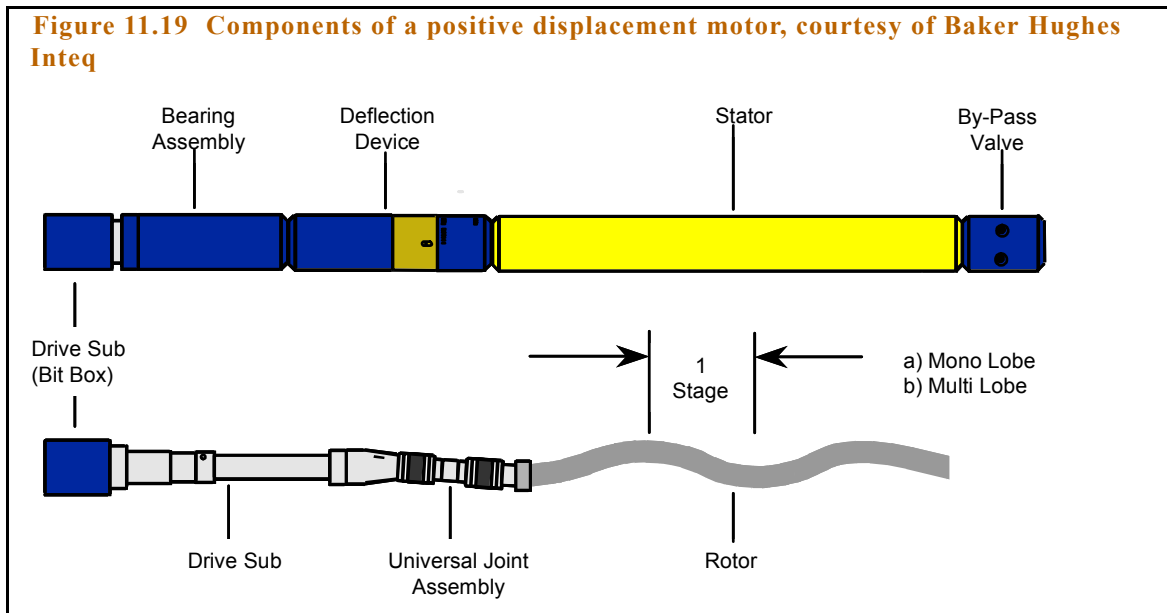 Figure 11.19 Components of a positive displacement motor, courtesy of Baker Hughes
Inteq
Bearing
Assembly
Deflection
Device
Stator
By-Pass
Valve
Drive Sub
(Bit Box)
1
Stage
a) Mono Lobe
b) Multi Lobe
Drive Sub
Universal Joint
Assembly
Rotor